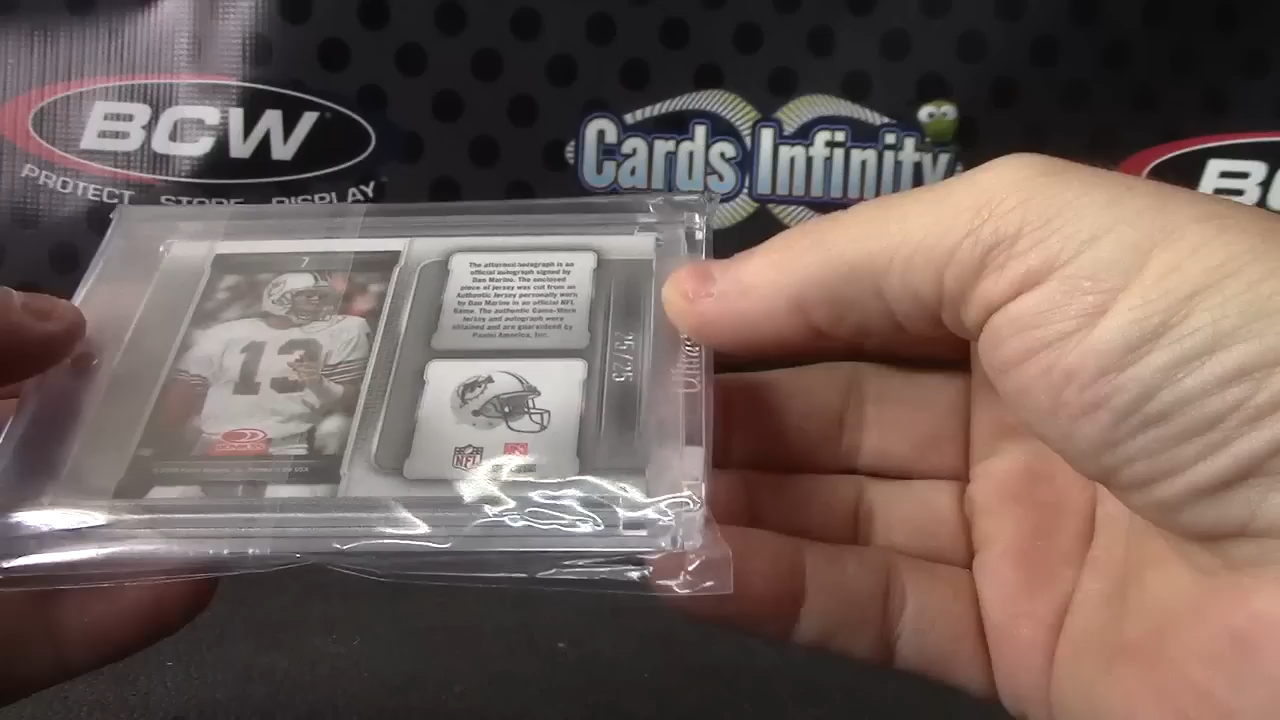 BCW
PROTECT STORE DISPLAY
Cards Infinity
7
13
The aforementioned autograph is an
official autograph signed by
Dan Marino. The enclosed
piece of jersey was cut from an
Authentic Jersey personally worn
by Dan Marino in an official NFL
Game. The authentic Game-Worn
Jersey and autograph were
obtained and are guaranteed by
Panini America, Inc.
25/25
NFL